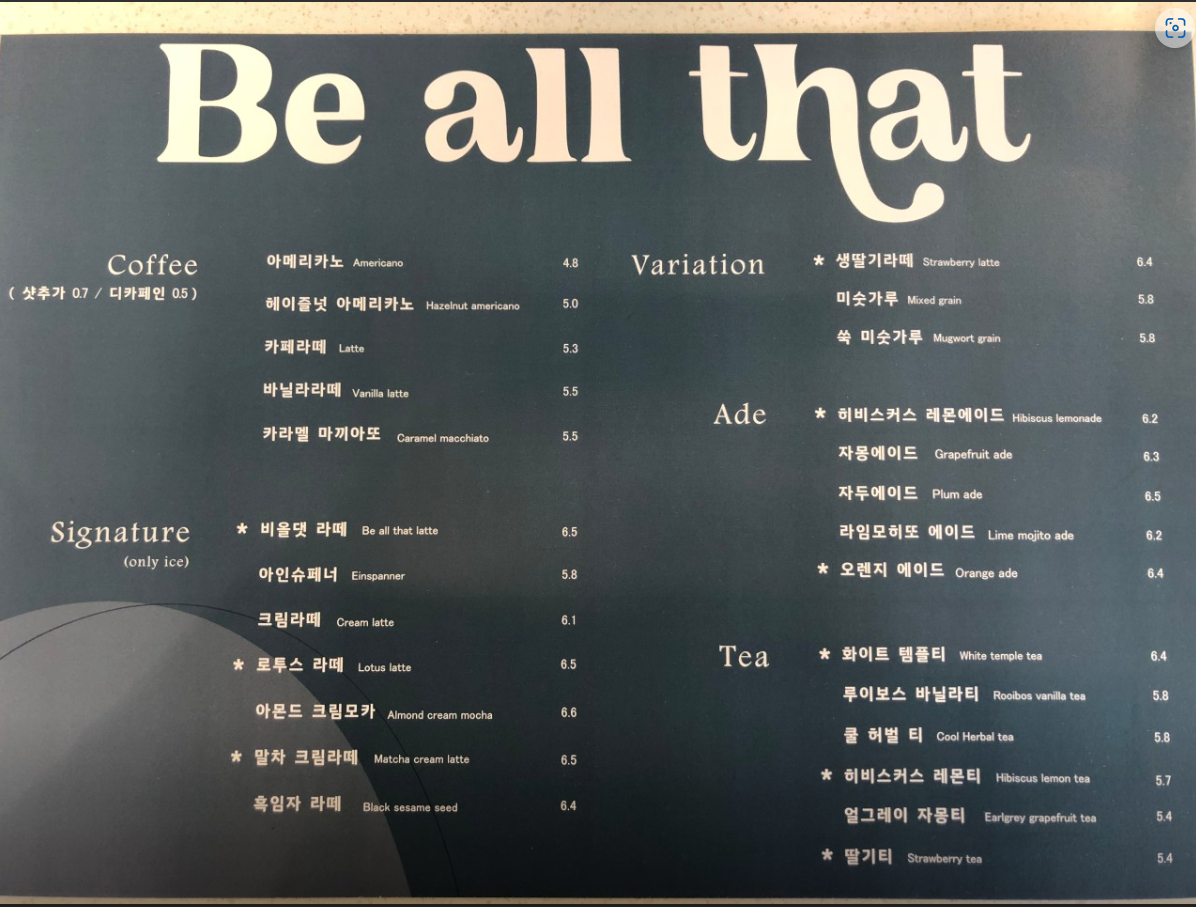 Be all that
Coffee
( 샷추가 0.7 / 디카페인 0.5 )
아메리카노 Americano 4.8
헤이즐넛 아메리카노 Hazelnut americano 5.0
카페라떼 Latte 5.3
바닐라라떼 Vanilla latte 5.5
카라멜 마끼아또 Caramel macchiato 5.5
Signature
(only ice)
* 비올댓 라떼 Be all that latte 6.5
아인슈페너 Einspanner 5.8
크림라떼 Cream latte 6.1
* 로투스 라떼 Lotus latte 6.5
아몬드 크림모카 Almond cream mocha 6.6
* 말차 크림라떼 Matcha cream latte 6.5
흑임자 라떼 Black sesame seed 6.4
Variation
* 생딸기라떼 Strawberry latte 6.4
미숫가루 Mixed grain 5.8
쑥 미숫가루 Mugwort grain 5.8
Ade
* 히비스커스 레몬에이드 Hibiscus lemonade 6.2
자몽에이드 Grapefruit ade 6.3
자두에이드 Plum ade 6.5
라임모히또 에이드 Lime mojito ade 6.2
* 오렌지 에이드 Orange ade 6.4
Tea
* 화이트 템플티 White temple tea 6.4
루이보스 바닐라티 Rooibos vanilla tea 5.8
쿨 허벌 티 Cool Herbal tea 5.8
* 히비스커스 레몬티 Hibiscus lemon tea 5.7
얼그레이 자몽티 Earlgrey grapefruit tea 5.4
* 딸기티 Strawberry tea 5.4